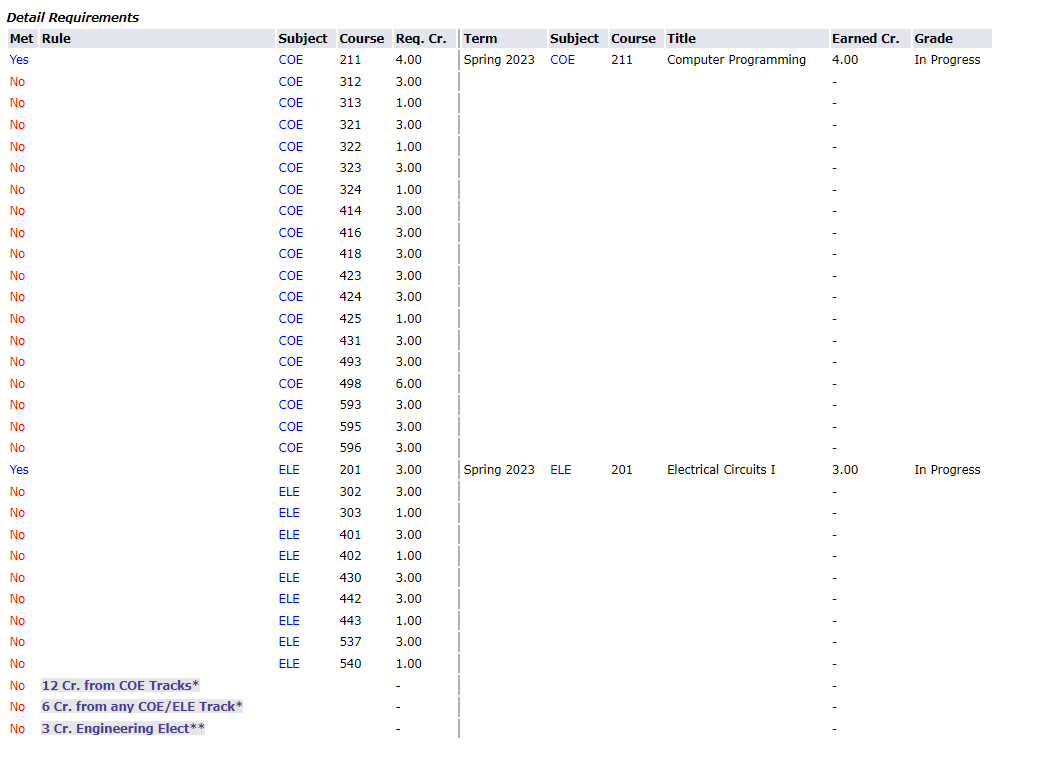 Detail Requirements
Met Rule Subject Course Req. Cr. Term Subject Course Title Earned Cr. Grade
Yes COE 211 4.00 Spring 2023 COE 211 Computer Programming 4.00 In Progress
No COE 312 3.00 -
No COE 313 1.00 -
No COE 321 3.00 -
No COE 322 1.00 -
No COE 323 3.00 -
No COE 324 1.00 -
No COE 414 3.00 -
No COE 416 3.00 -
No COE 418 3.00 -
No COE 423 3.00 -
No COE 424 3.00 -
No COE 425 1.00 -
No COE 431 3.00 -
No COE 493 3.00 -
No COE 498 6.00 -
No COE 593 3.00 -
No COE 595 3.00 -
No COE 596 3.00 -
Yes ELE 201 3.00 Spring 2023 ELE 201 Electrical Circuits I 3.00 In Progress
No ELE 302 3.00 -
No ELE 303 1.00 -
No ELE 401 3.00 -
No ELE 402 1.00 -
No ELE 430 3.00 -
No ELE 442 3.00 -
No ELE 443 1.00 -
No ELE 537 3.00 -
No ELE 540 1.00 -
No 12 Cr. from COE Tracks* - -
No 6 Cr. from any COE/ELE Track* - -
No 3 Cr. Engineering Elect** - -